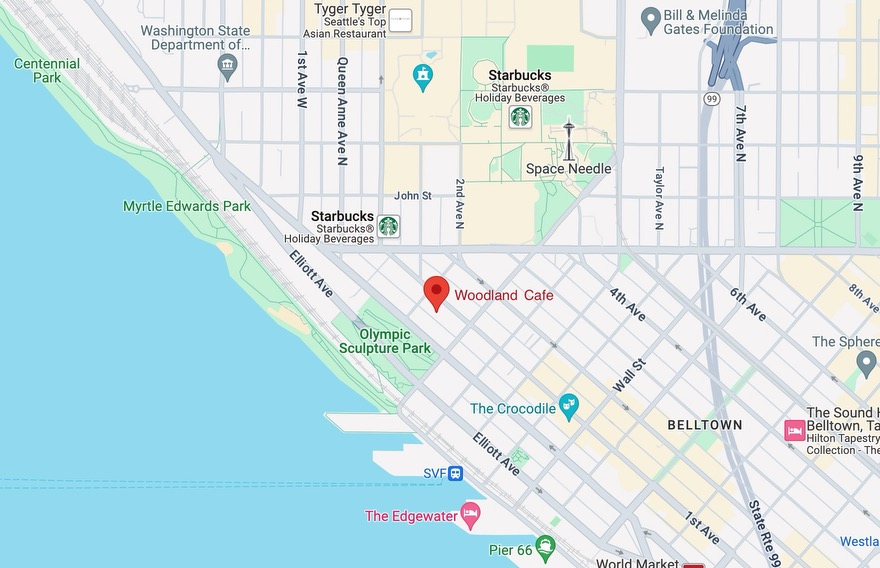 Tyger Tyger
Seattle's Top
Asian Restaurant
Bill & Melinda
Gates Foundation
Washington State
Department of...
Centennial
Park
1st Ave W
Queen Anne Ave N
Starbucks
Starbucks®
Holiday Beverages
99
7th Ave N
Space Needle
9th Ave N
Taylor Ave N
2nd Ave N
John St
Myrtle Edwards Park
Starbucks
Starbucks®
Holiday Beverages
Elliott Ave
Woodland Cafe
4th Ave
6th Ave
8th Ave
Olympic
Sculpture Park
The Sphere
Wall St
The Crocodile
BELLTOWN
The Sound H
Belltown, Ta
Hilton Tapestry
Collection - The
Elliott Ave
SVF
The Edgewater
1st Ave
State Rte 99
Westla
Pier 66
World Market